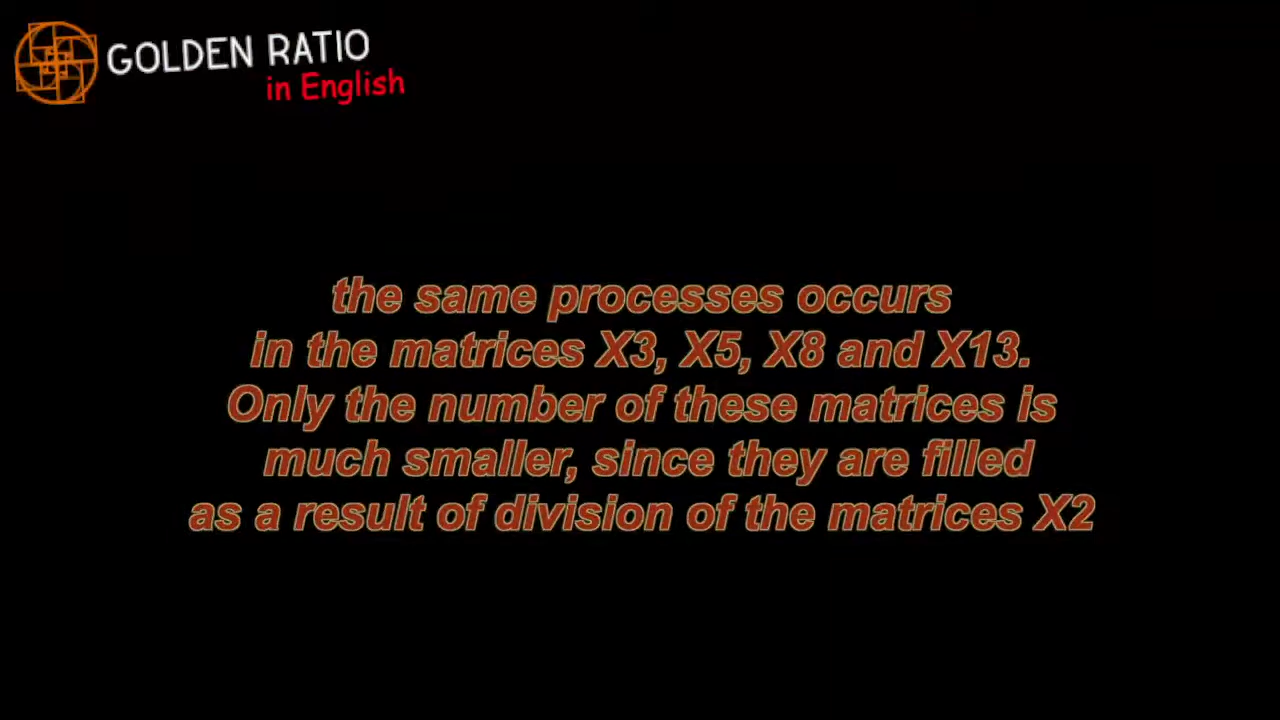 GOLDEN RATIO
in English
the same processes occurs
in the matrices X3, X5, X8 and X13.
Only the number of these matrices is
much smaller, since they are filled
as a result of division of the matrices X2